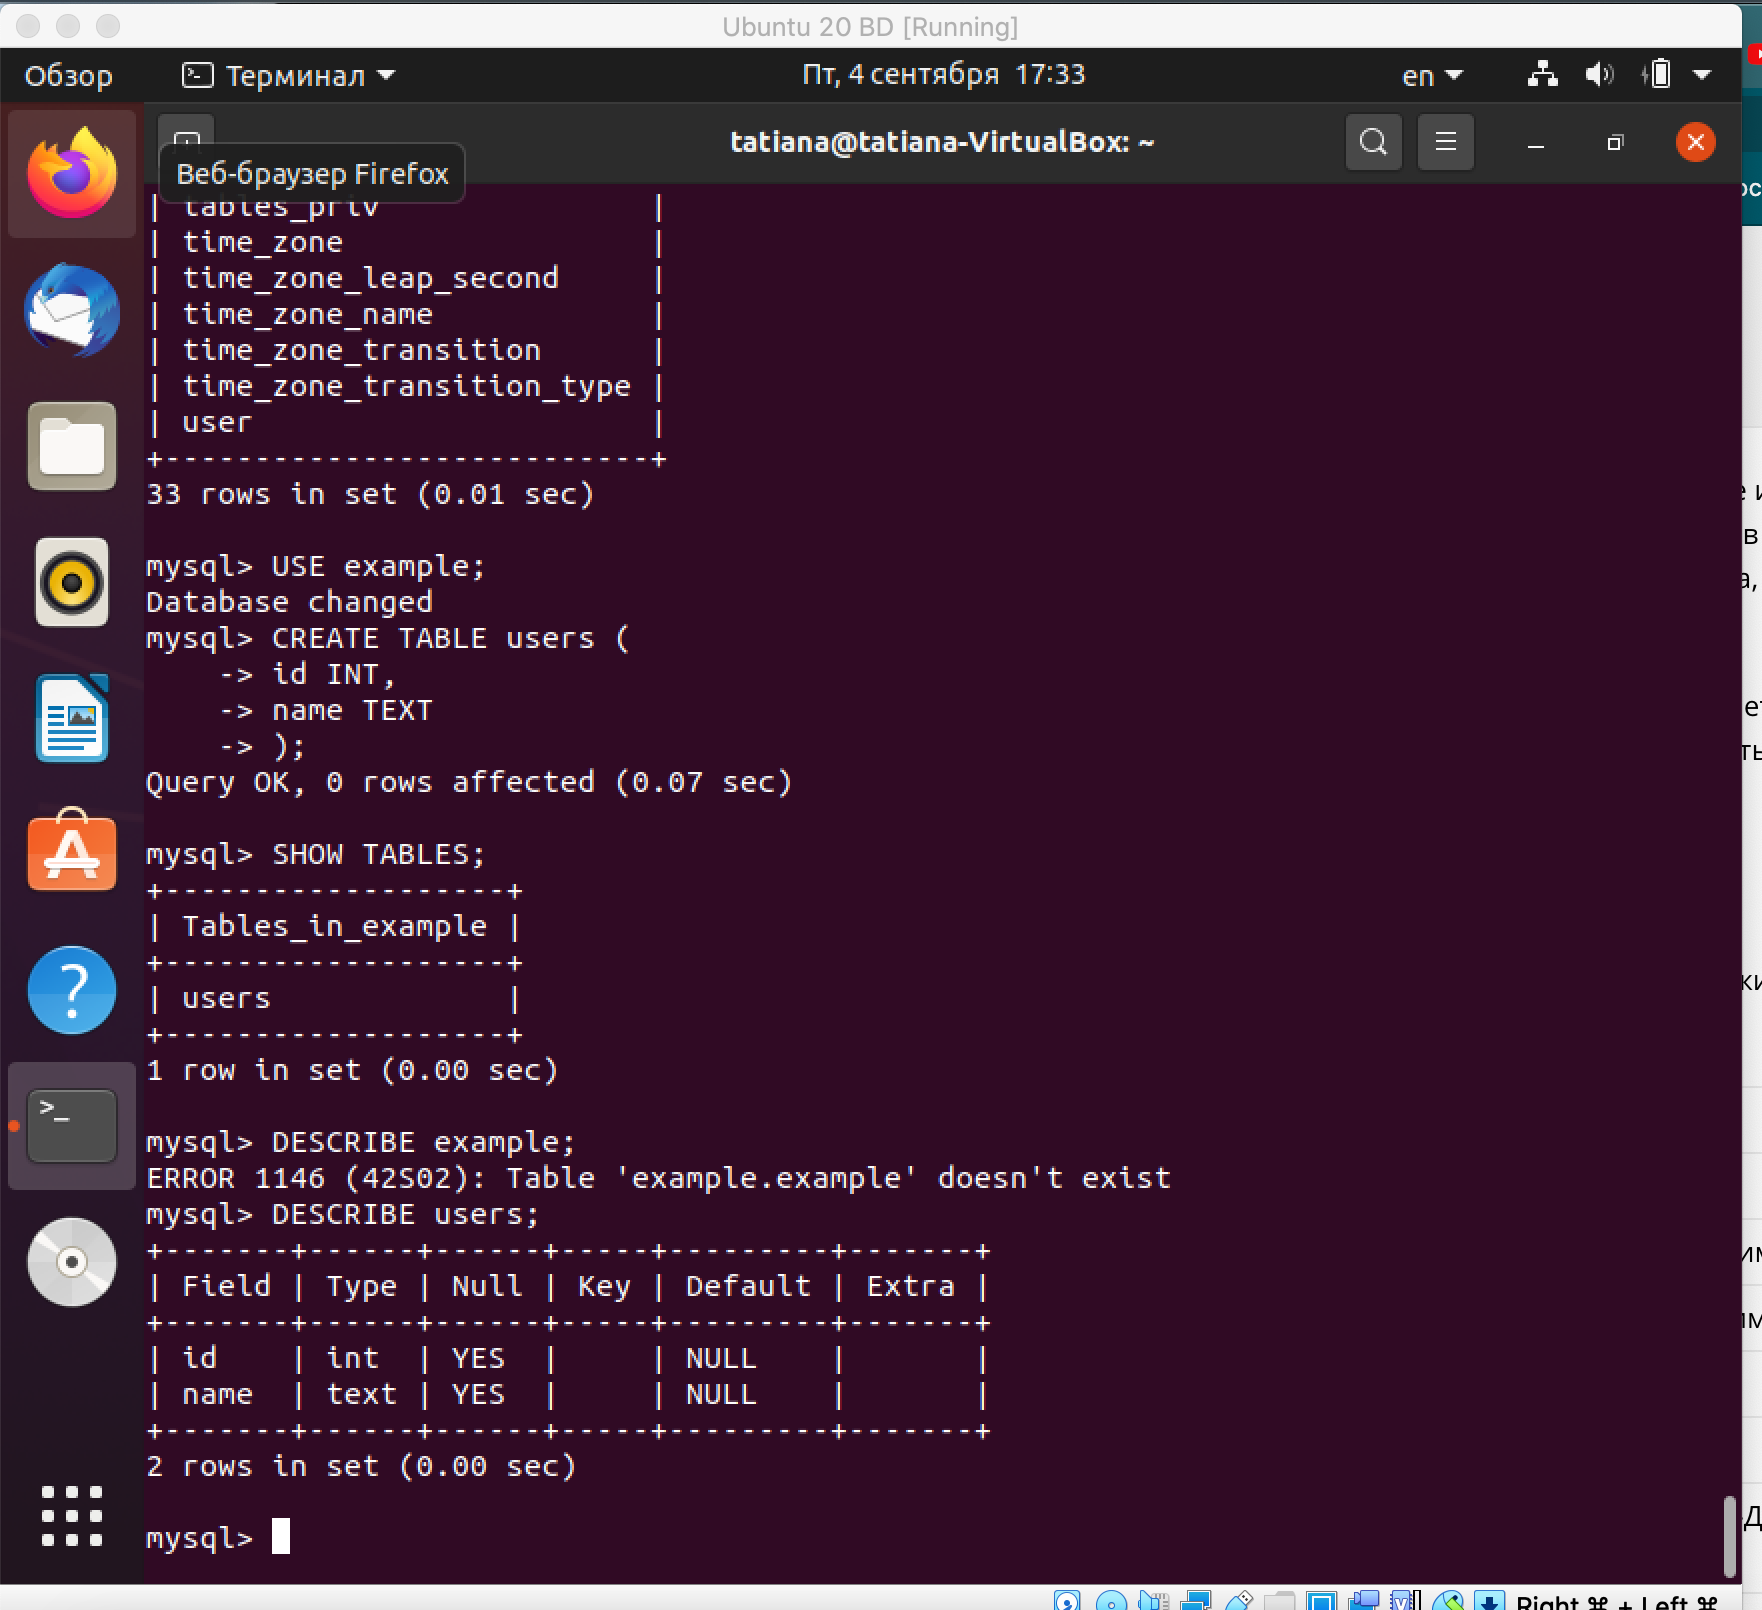 Ubuntu 20 BD [Running]
Обзор
Терминал
Пт, 4 сентября 17:33
en
tatiana@tatiana-VirtualBox: ~
Веб-браузер Firefox
| tables_priv |
| time_zone |
| time_zone_leap_second |
| time_zone_name |
| time_zone_transition |
| time_zone_transition_type |
| user |
+---------------------------+
33 rows in set (0.01 sec)
mysql> USE example;
Database changed
mysql> CREATE TABLE users (
-> id INT,
-> name TEXT
-> );
Query OK, 0 rows affected (0.07 sec)
mysql> SHOW TABLES;
+-------------------+
| Tables_in_example |
+-------------------+
| users |
+-------------------+
1 row in set (0.00 sec)
mysql> DESCRIBE example;
ERROR 1146 (42S02): Table 'example.example' doesn't exist
mysql> DESCRIBE users;
+-------+------+------+-----+---------+-------+
| Field | Type | Null | Key | Default | Extra |
+-------+------+------+-----+---------+-------+
| id | int | YES | | NULL | |
| name | text | YES | | NULL | |
+-------+------+------+-----+---------+-------+
2 rows in set (0.00 sec)
mysql>
Right ⌘ + Left ⌘